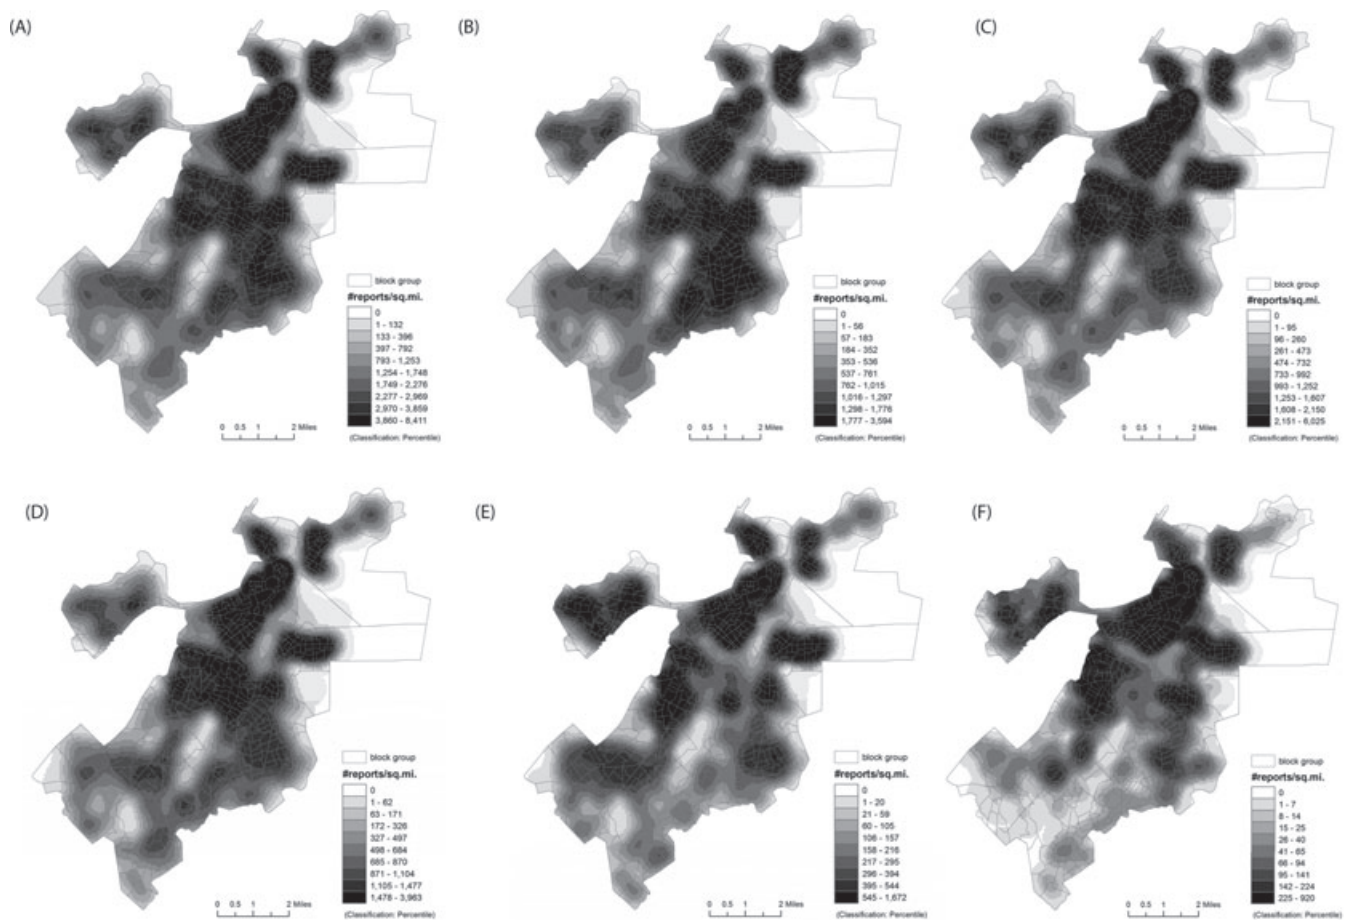 (A)
block group
#reports/sq.mi.
0
1 - 132
133 - 396
397 - 792
793 - 1,253
1,254 - 1,748
1,749 - 2,276
2,277 - 2,969
2,970 - 3,859
3,860 - 8,411
(Classification: Percentile)
0 0.5 1 2 Miles
(B)
block group
#reports/sq.mi.
0
1 - 56
57 - 183
184 - 352
353 - 536
537 - 761
762 - 1,015
1,016 - 1,297
1,298 - 1,776
1,777 - 3,594
(Classification: Percentile)
0 0.5 1 2 Miles
(C)
block group
#reports/sq.mi.
0
1 - 95
96 - 260
261 - 473
474 - 732
733 - 992
993 - 1,252
1,253 - 1,607
1,608 - 2,150
2,151 - 6,025
(Classification: Percentile)
0 0.5 1 2 Miles
(D)
block group
#reports/sq.mi.
0
1 - 62
63 - 171
172 - 326
327 - 497
498 - 684
685 - 870
871 - 1,104
1,105 - 1,477
1,478 - 3,963
(Classification: Percentile)
0 0.5 1 2 Miles
(E)
block group
#reports/sq.mi.
0
1 - 20
21 - 59
60 - 105
106 - 157
158 - 216
217 - 295
296 - 394
395 - 544
545 - 1,672
(Classification: Percentile)
0 0.5 1 2 Miles
(F)
block group
#reports/sq.mi.
0
1 - 7
8 - 14
15 - 25
26 - 40
41 - 65
66 - 94
95 - 141
142 - 224
225 - 920
(Classification: Percentile)
0 0.5 1 2 Miles